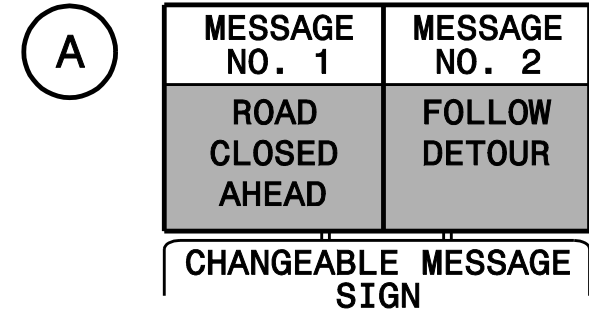 A
MESSAGE NO. 1
MESSAGE NO. 2
ROAD
CLOSED
AHEAD
FOLLOW
DETOUR
CHANGEABLE MESSAGE
SIGN